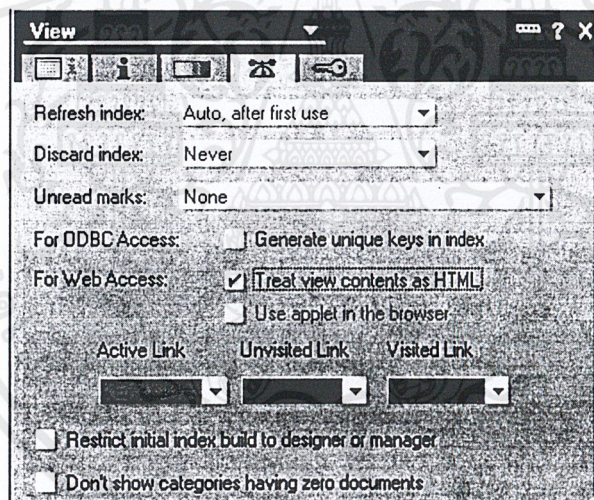 View ? X
i
Refresh index: Auto, after first use
Discard index: Never
Unread marks: None
For ODBC Access: Generate unique keys in index
For Web Access: Treat view contents as HTML
Use applet in the browser
Active Link Unvisited Link Visited Link
Restrict initial index build to designer or manager
Don't show categories having zero documents